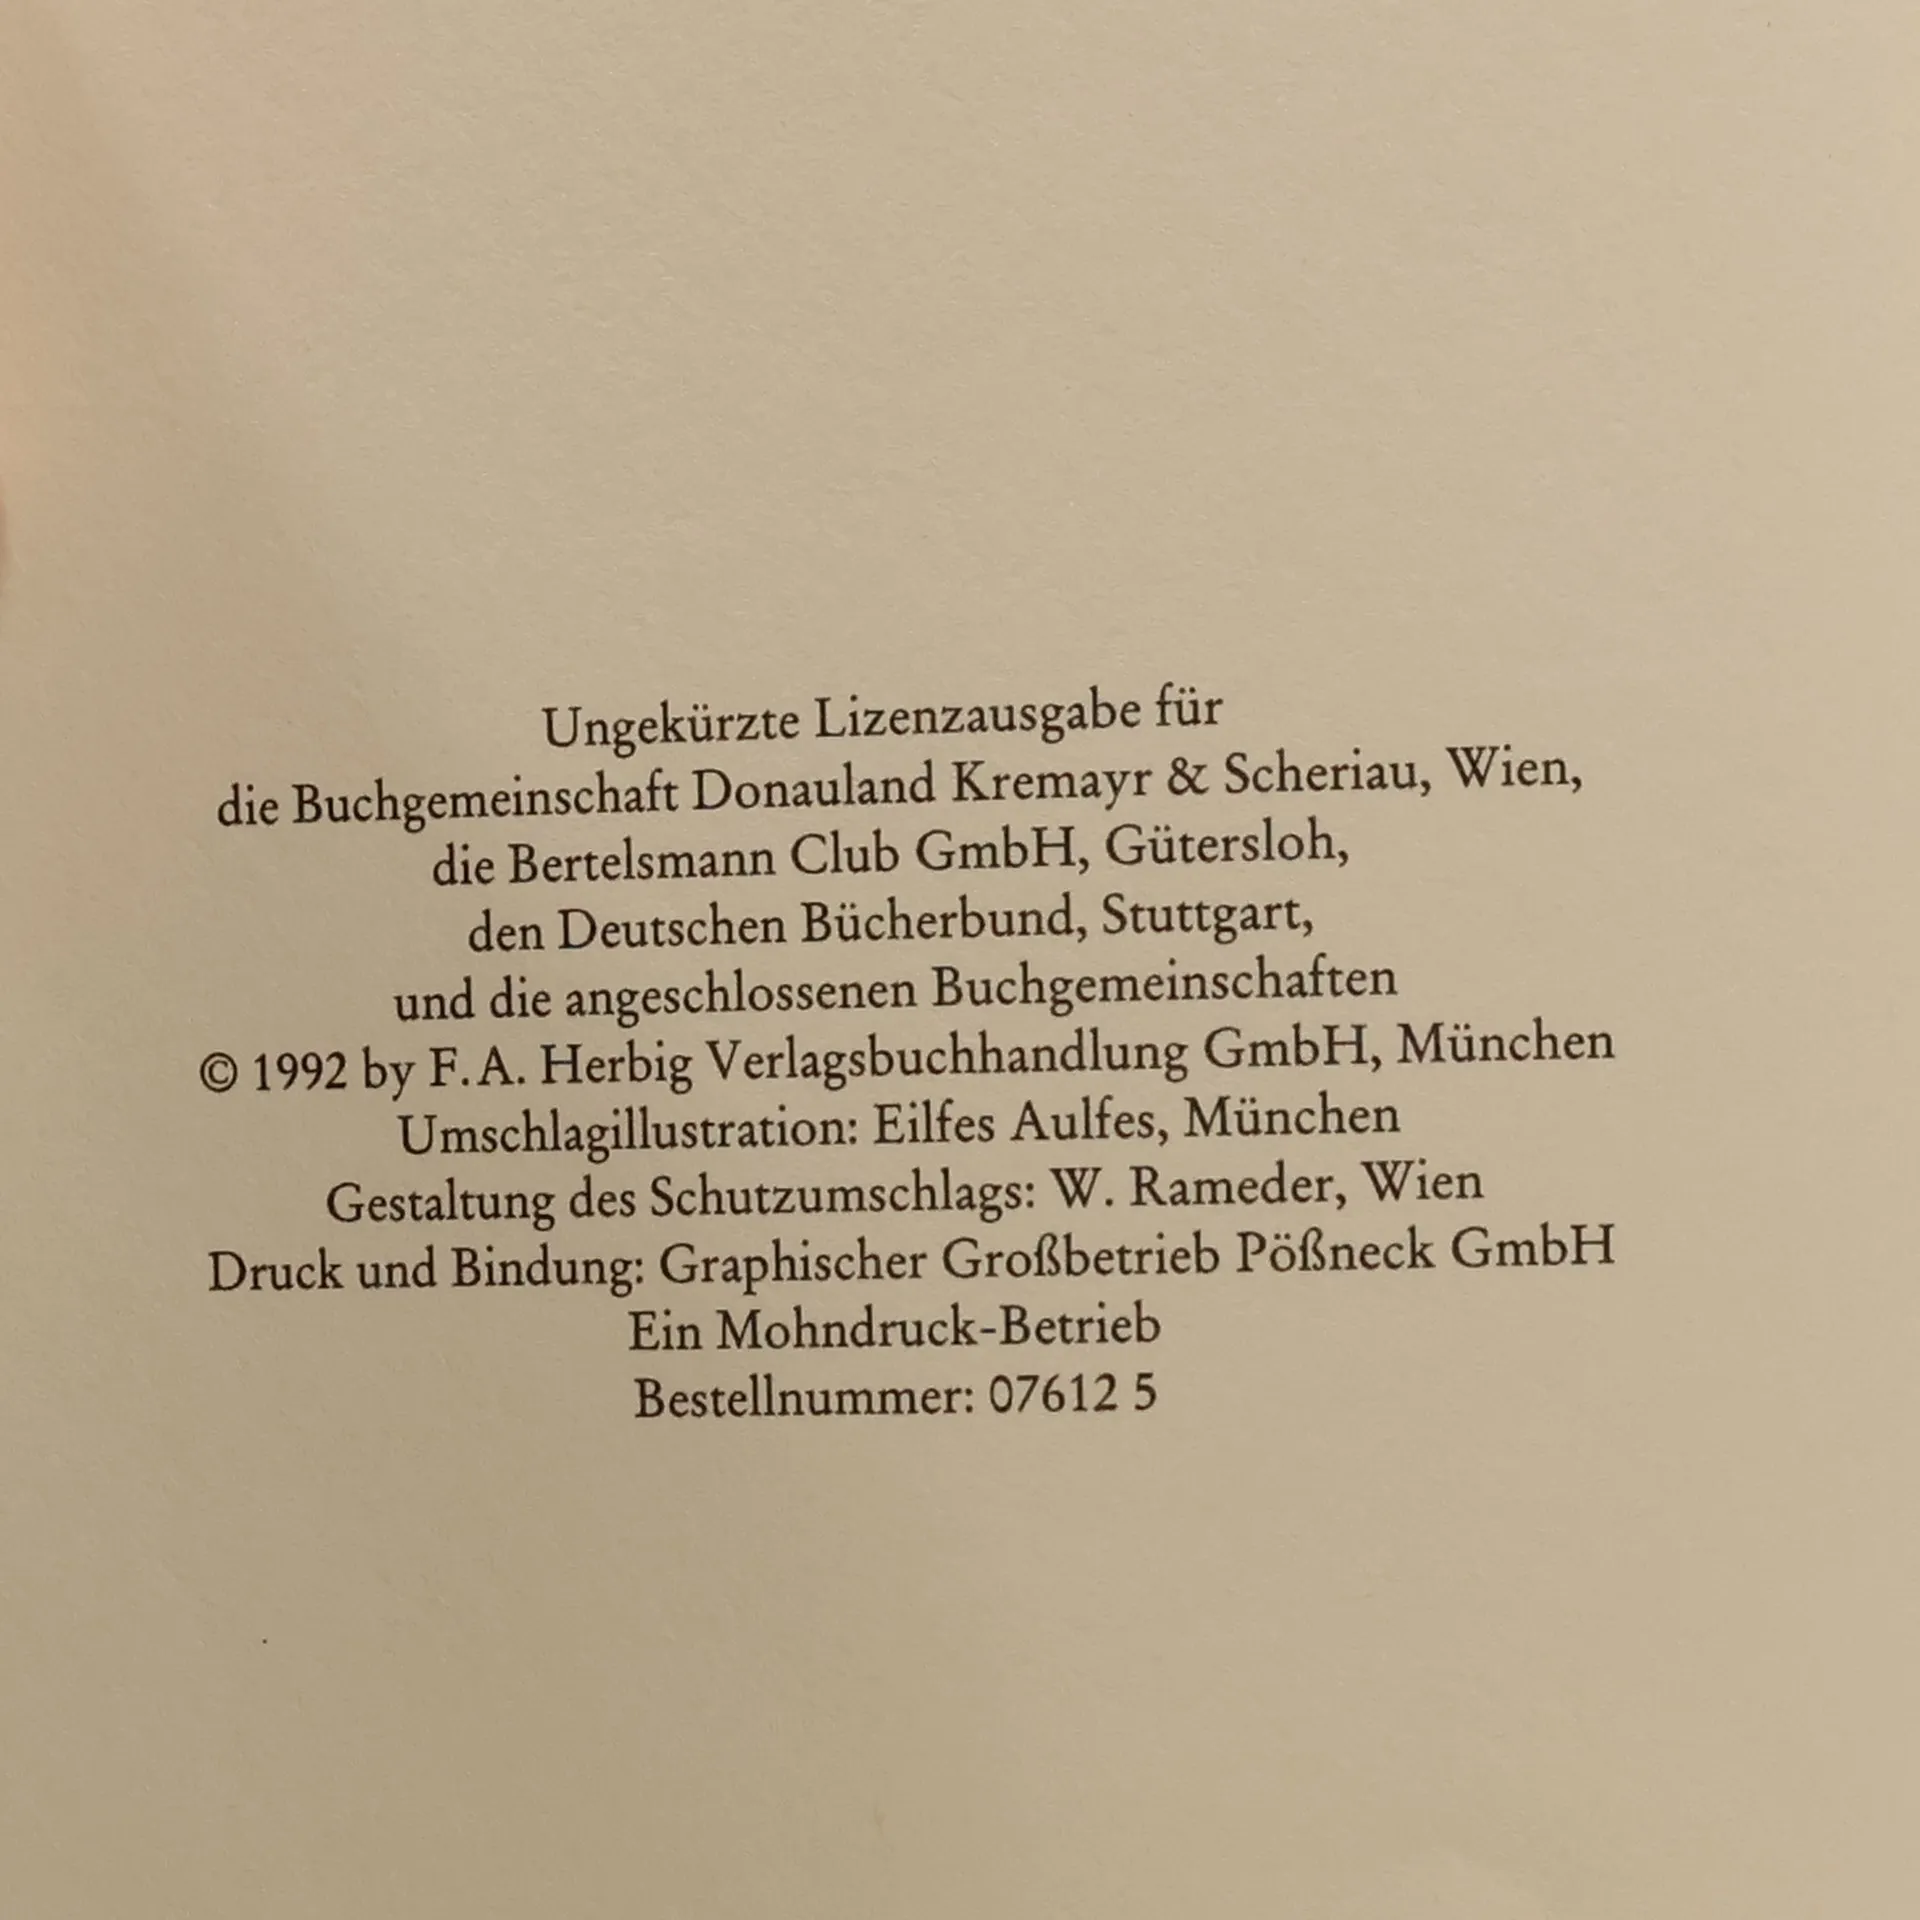 Ungekürzte Lizenzausgabe für
die Buchgemeinschaft Donauland Kremayr & Scheriau, Wien,
die Bertelsmann Club GmbH, Gütersloh,
den Deutschen Bücherbund, Stuttgart,
und die angeschlossenen Buchgemeinschaften
© 1992 by F. A. Herbig Verlagsbuchhandlung GmbH, München
Umschlagillustration: Eilfes Aulfes, München
Gestaltung des Schutzumschlags: W. Rameder, Wien
Druck und Bindung: Graphischer Großbetrieb Pößneck GmbH
Ein Mohndruck-Betrieb
Bestellnummer: 07612 5